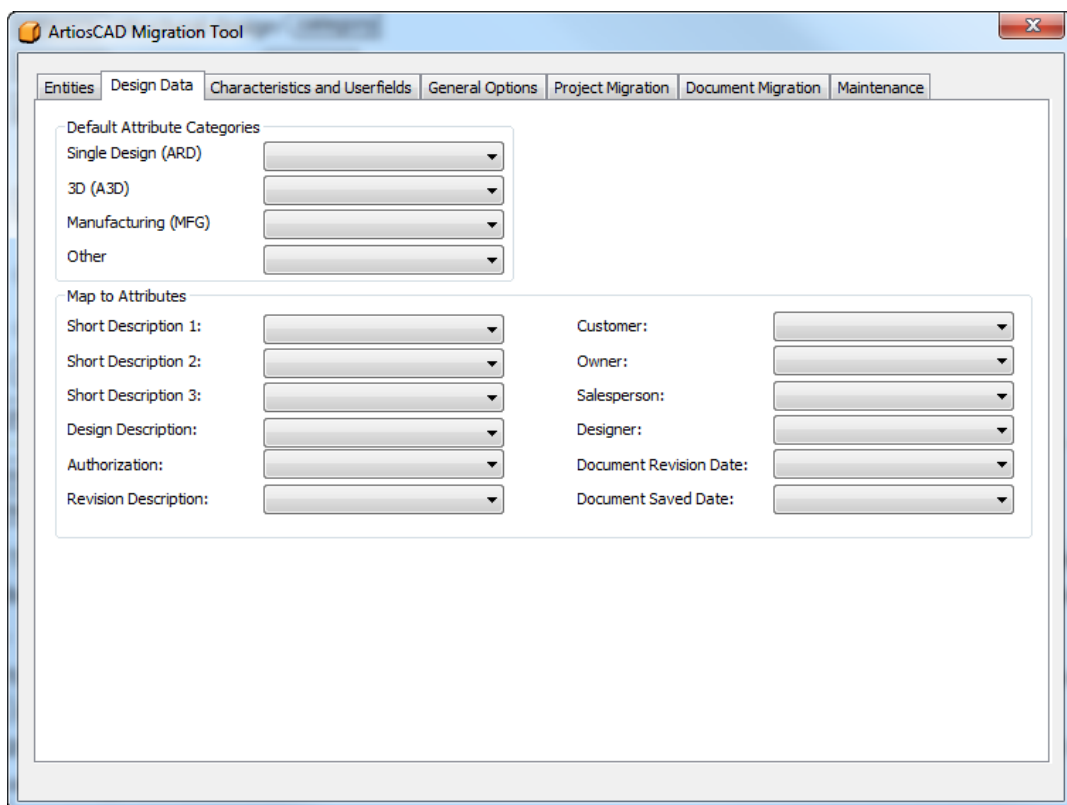 ArtiosCAD Migration Tool
Entities Design Data Characteristics and Userfields General Options Project Migration Document Migration Maintenance
Default Attribute Categories
Single Design (ARD)
3D (A3D)
Manufacturing (MFG)
Other
Map to Attributes
Short Description 1: Customer:
Short Description 2: Owner:
Short Description 3: Salesperson:
Design Description: Designer:
Authorization: Document Revision Date:
Revision Description: Document Saved Date: